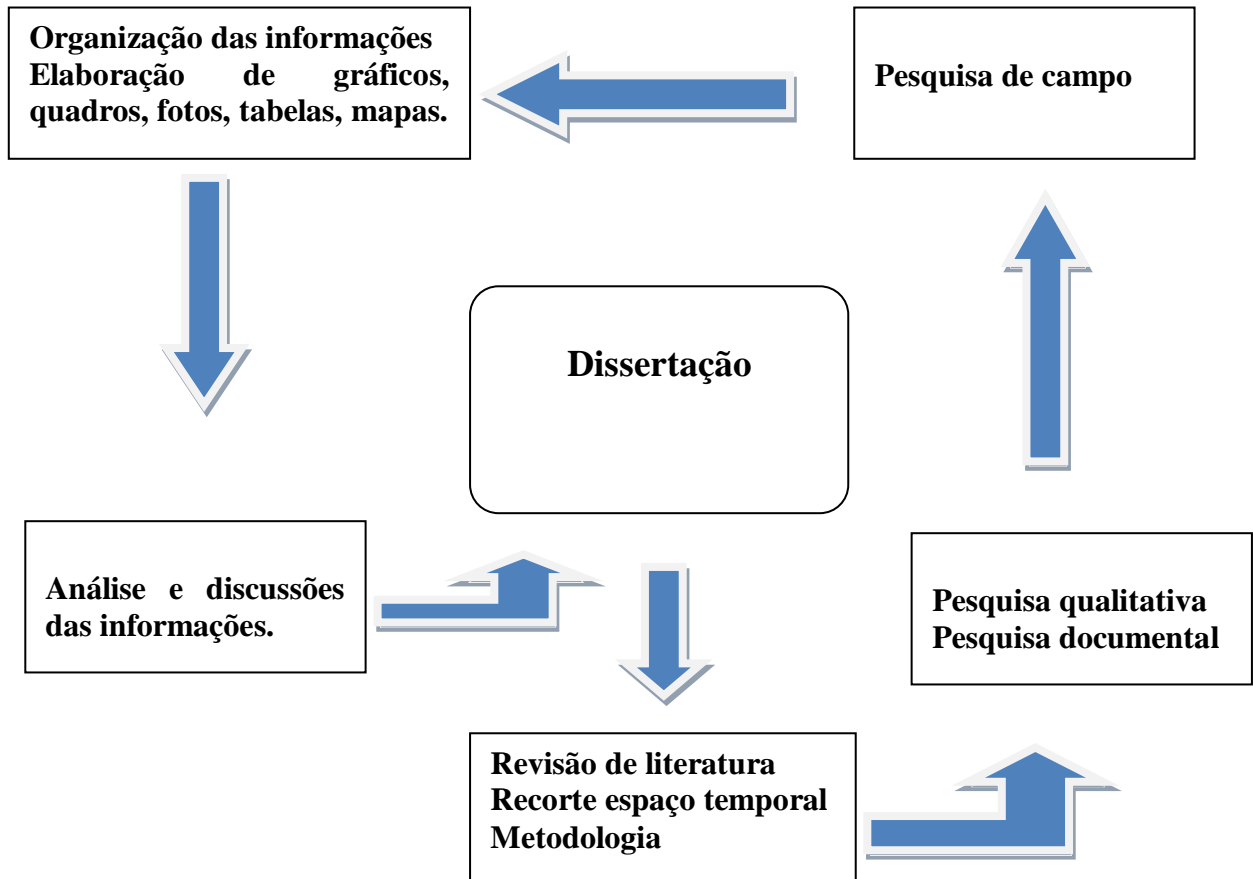 Organização das informações
Elaboração de gráficos,
quadros, fotos, tabelas, mapas.
Pesquisa de campo
Dissertação
Análise e discussões
das informações.
Pesquisa qualitativa
Pesquisa documental
Revisão de literatura
Recorte espaço temporal
Metodologia